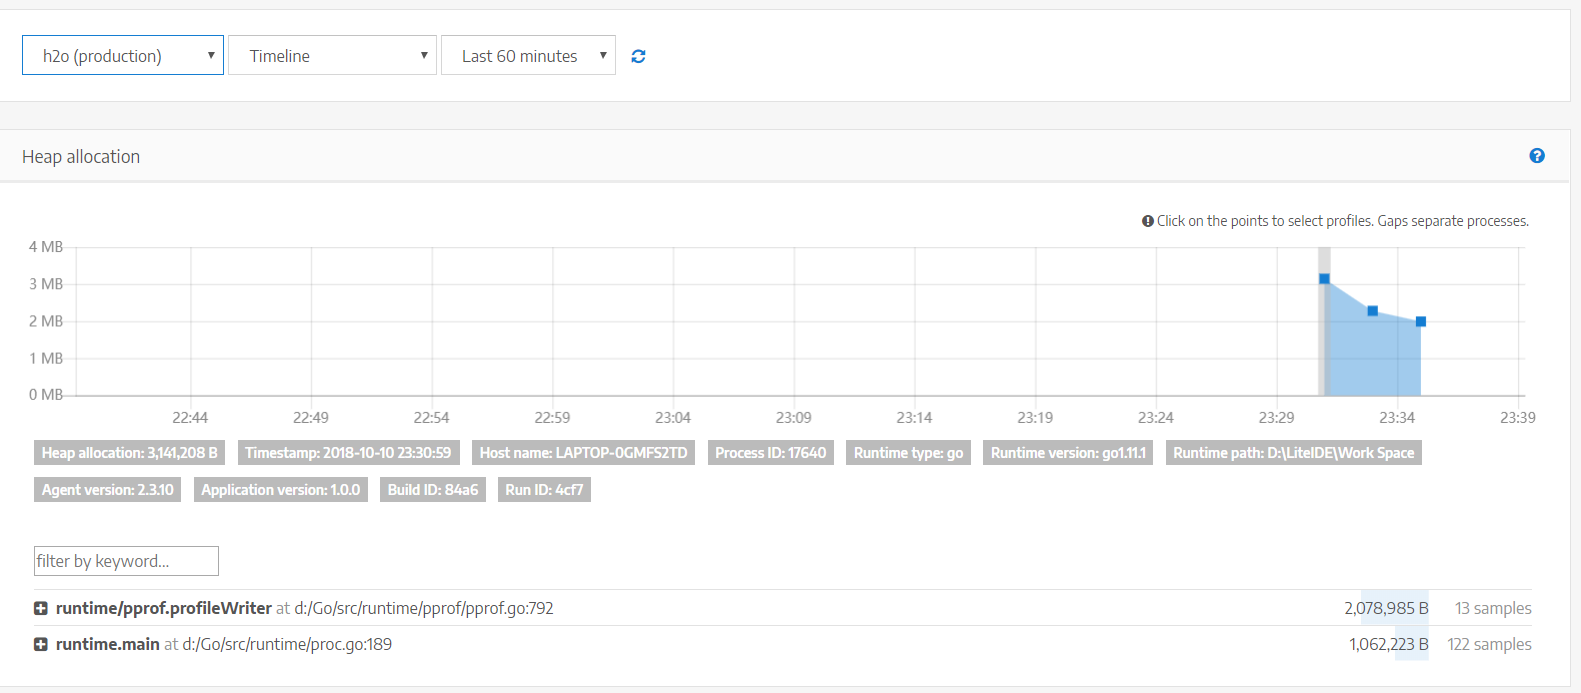 h2o (production) Timeline Last 60 minutes
Heap allocation
Click on the points to select profiles. Gaps separate processes.
4 MB
3 MB
2 MB
1 MB
0 MB
22:44 22:49 22:54 22:59 23:04 23:09 23:14 23:19 23:24 23:29 23:34 23:39
Heap allocation: 3,141,208 B Timestamp: 2018-10-10 23:30:59 Host name: LAPTOP-0GMFS2TD Process ID: 17640 Runtime type: go Runtime version: go1.11.1 Runtime path: D:\LiteIDE\Work Space
Agent version: 2.3.10 Application version: 1.0.0 Build ID: 84a6 Run ID: 4cf7
filter by keyword...
runtime/pprof.profileWriter at d:/Go/src/runtime/pprof/pprof.go:792 2,078,985 B 13 samples
runtime.main at d:/Go/src/runtime/proc.go:189 1,062,223 B 122 samples